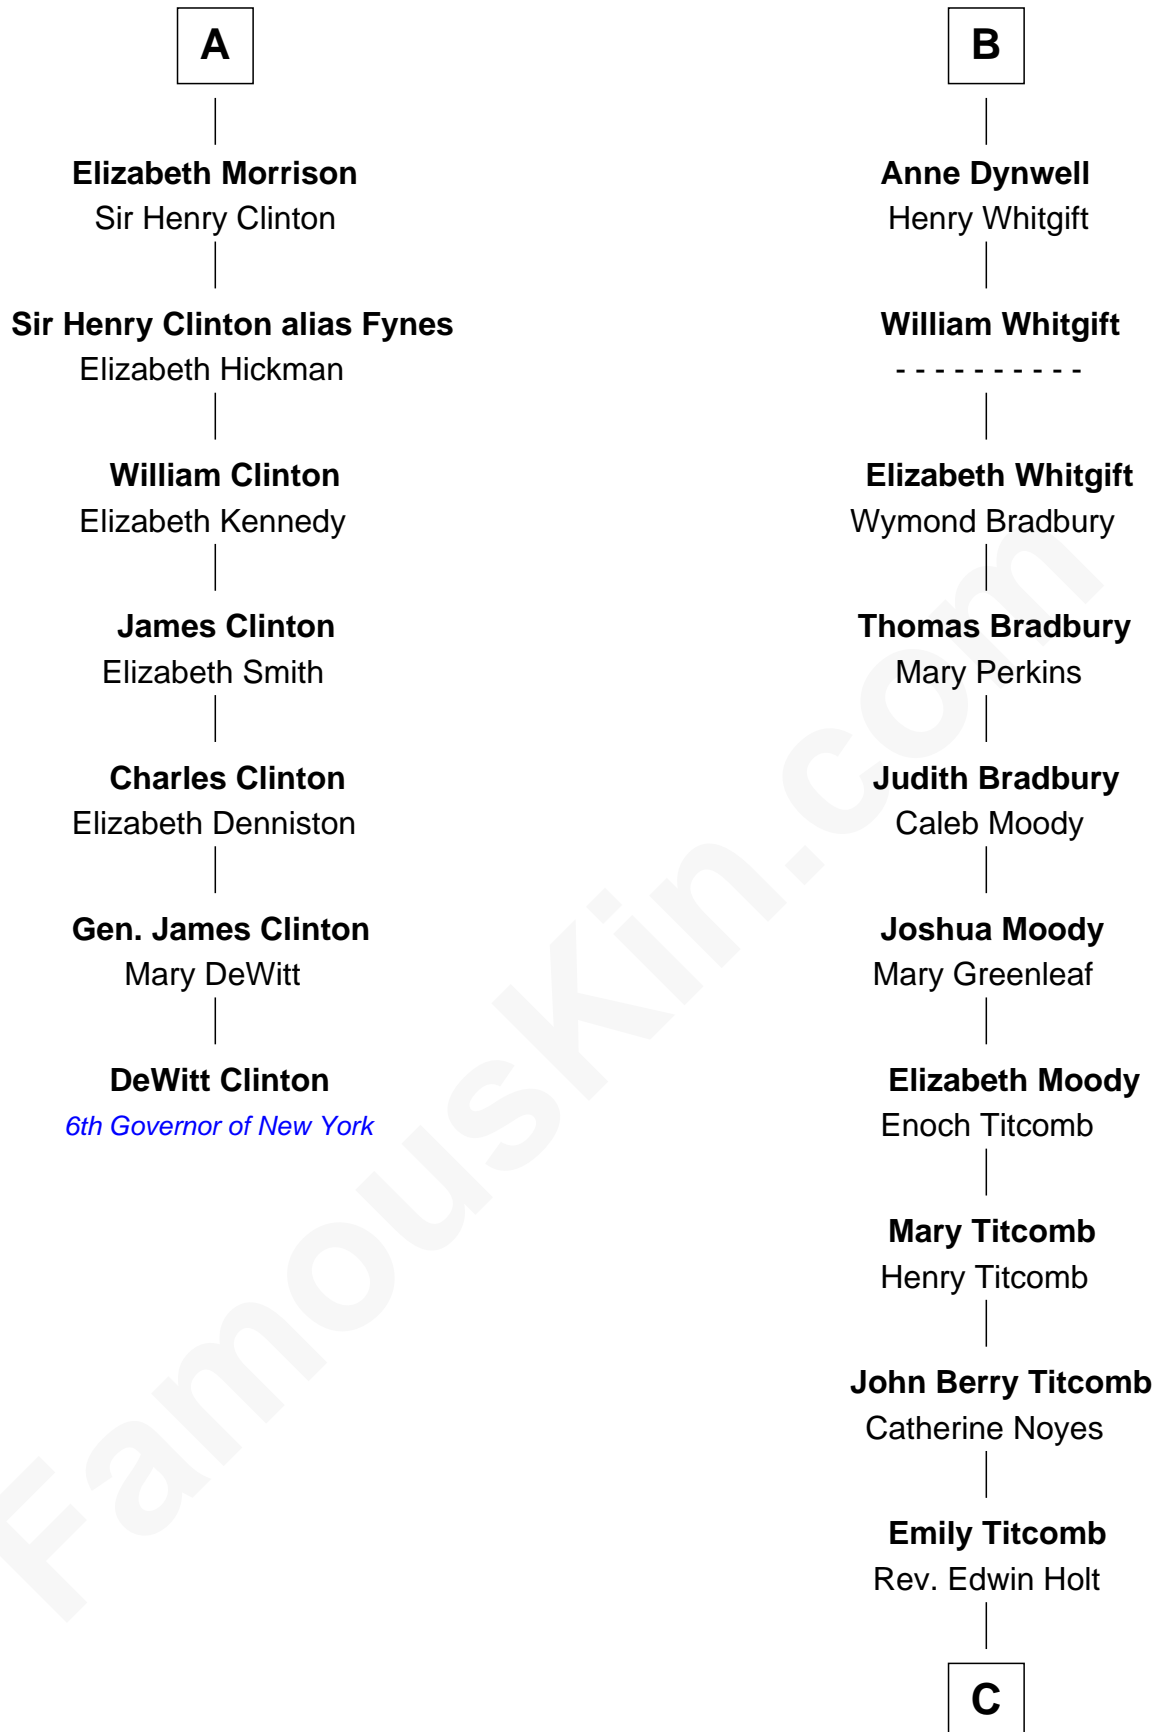 A
Elizabeth Morrison
Sir Henry Clinton
Sir Henry Clinton alias Fynes
Elizabeth Hickman
William Clinton
Elizabeth Kennedy
James Clinton
Elizabeth Smith
Charles Clinton
Elizabeth Denniston
Gen. James Clinton
Mary DeWitt
DeWitt Clinton
6th Governor of New York
B
Anne Dynwell
Henry Whitgift
William Whitgift
- - - - - - - - - -
Elizabeth Whitgift
Wymond Bradbury
Thomas Bradbury
Mary Perkins
Judith Bradbury
Caleb Moody
Joshua Moody
Mary Greenleaf
Elizabeth Moody
Enoch Titcomb
Mary Titcomb
Henry Titcomb
John Berry Titcomb
Catherine Noyes
Emily Titcomb
Rev. Edwin Holt
C
FamousKin.com